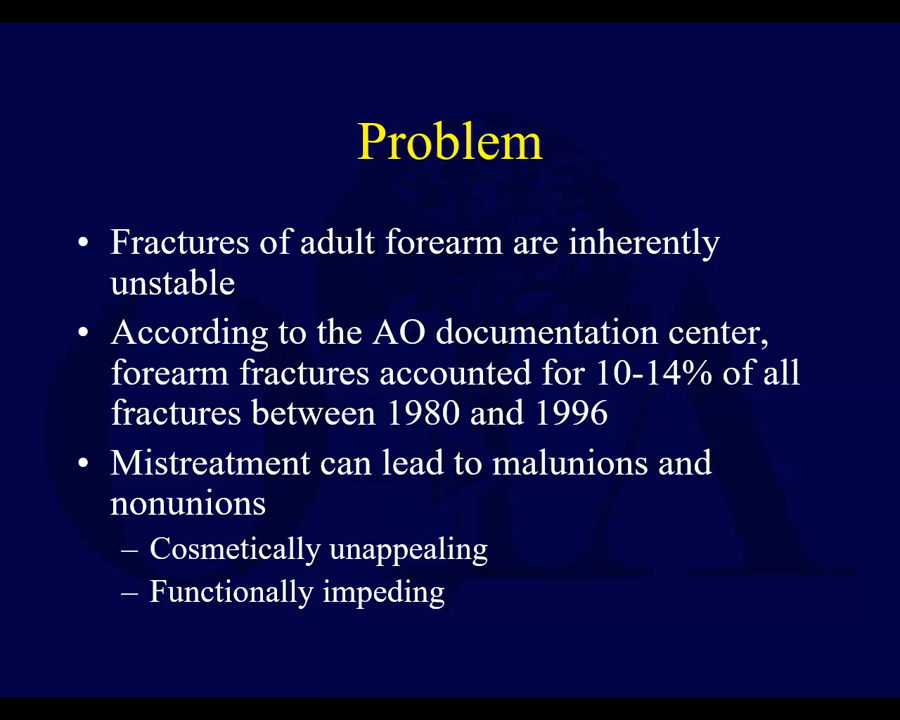 Problem
• Fractures of adult forearm are inherently
unstable
• According to the AO documentation center,
forearm fractures accounted for 10-14% of all
fractures between 1980 and 1996
• Mistreatment can lead to malunions and
nonunions
– Cosmetically unappealing
– Functionally impeding
OTA